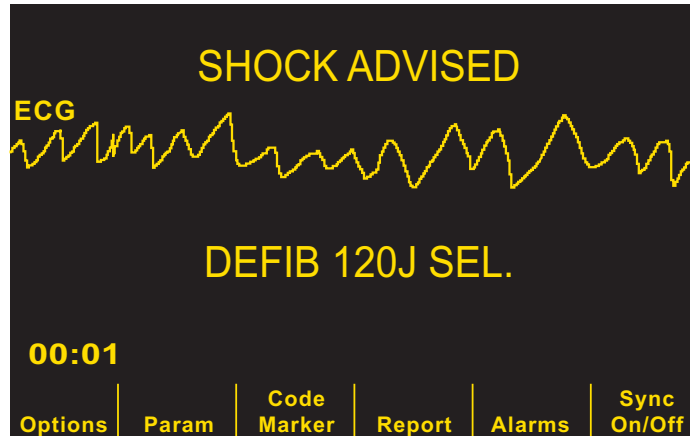 SHOCK ADVISED
ECG
DEFIB 120J SEL.
00:01
Options Param Code Marker Report Alarms Sync On/Off